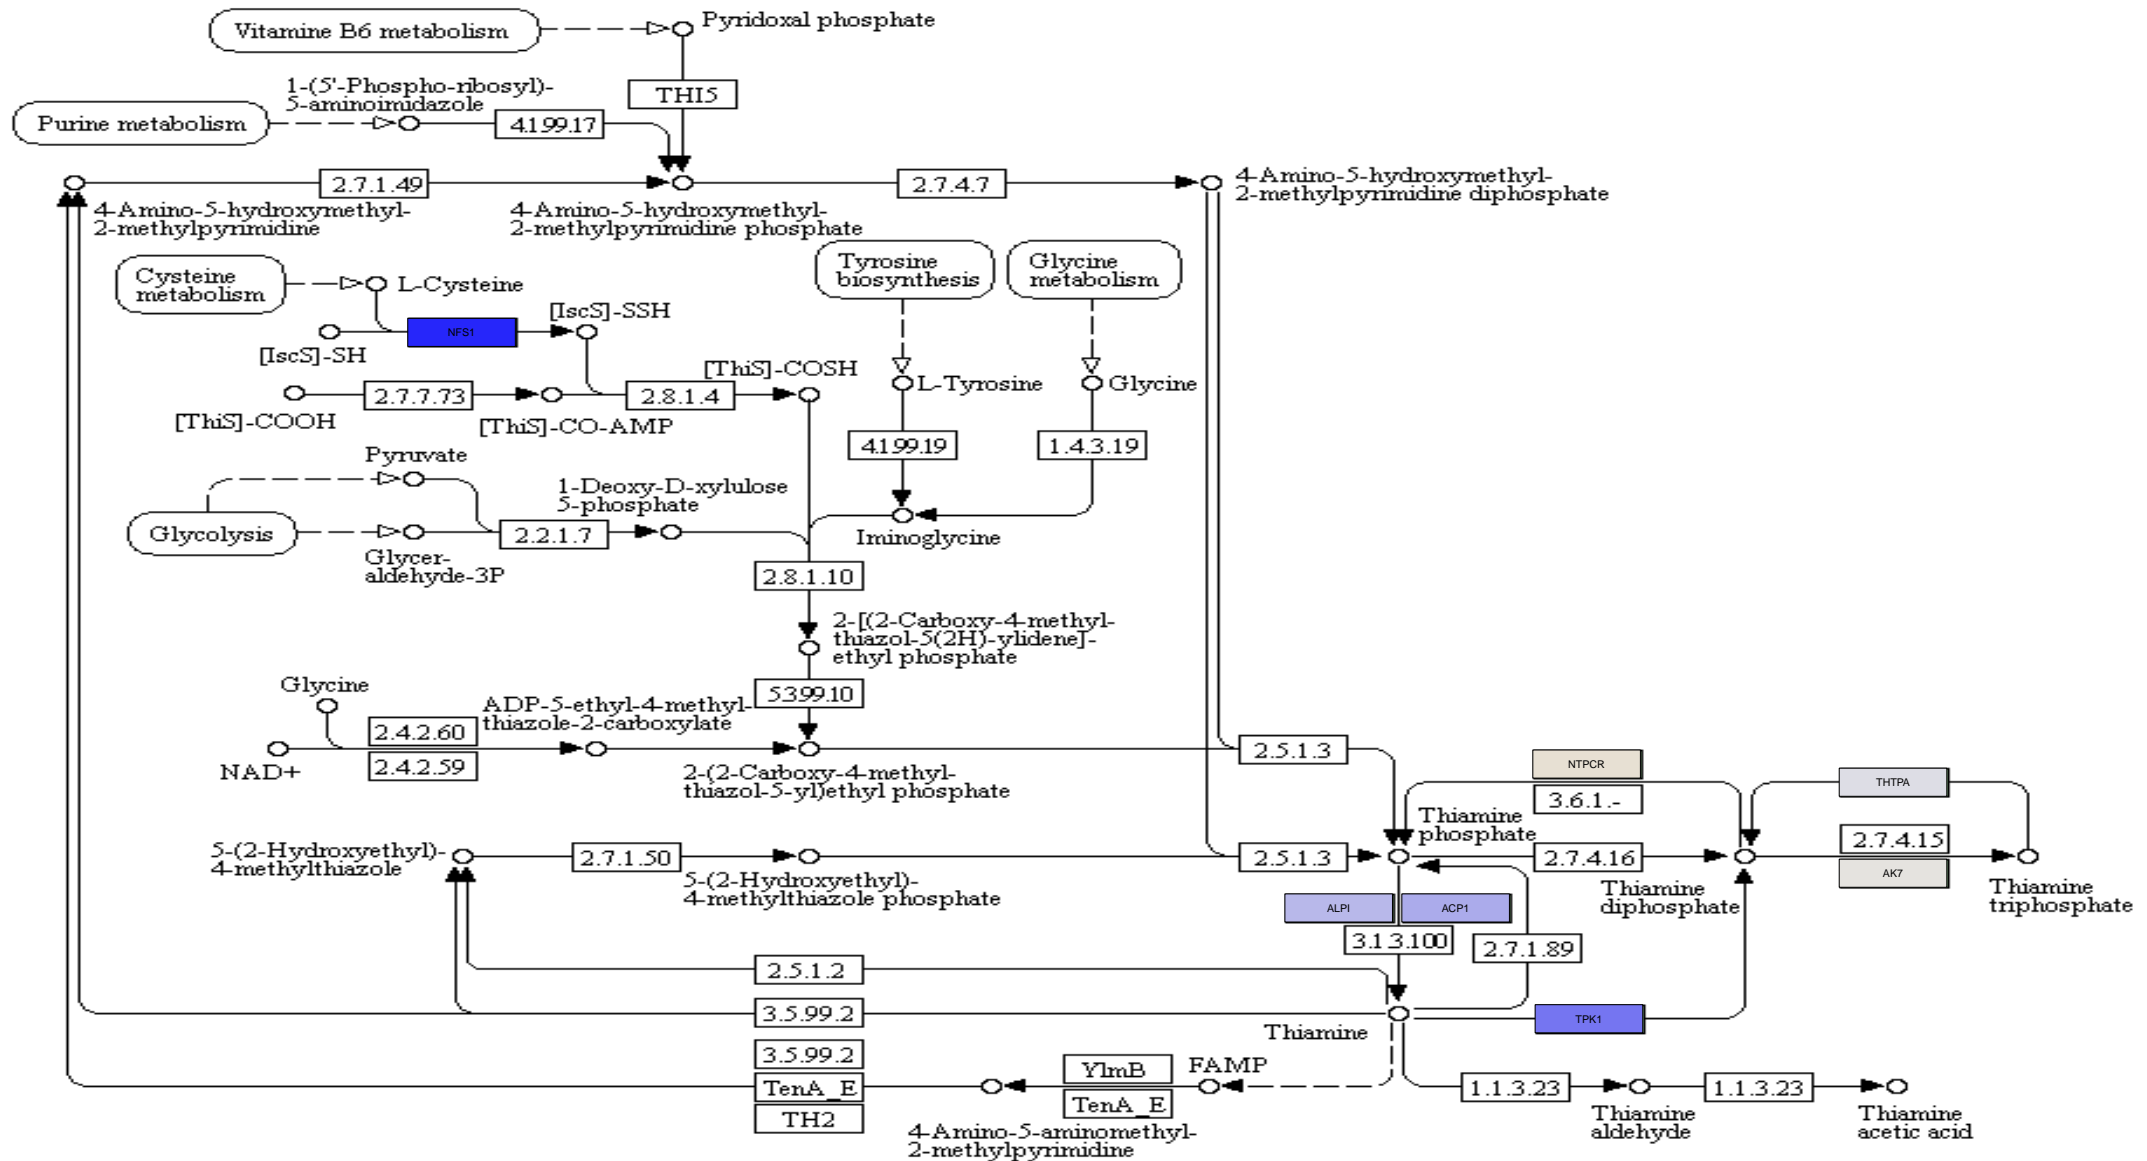 Vitamine B6 metabolism
Pyridoxal phosphate
1-(5'-Phospho-ribosyl)-
5-aminoimidazole
THI5
Purine metabolism
4.1.99.17
2.7.1.49
2.7.4.7
4-Amino-5-hydroxymethyl-
2-methylpyrimidine diphosphate
4-Amino-5-hydroxymethyl-
2-methylpyrimidine
4-Amino-5-hydroxymethyl-
2-methylpyrimidine phosphate
Cysteine
metabolism
L-Cysteine
Tyrosine
biosynthesis
Glycine
metabolism
[IscS]-SSH
NFS1
[IscS]-SH
[ThiS]-COSH
L-Tyrosine
Glycine
2.7.7.73
2.8.1.4
[ThiS]-COOH
[ThiS]-CO-AMP
4.1.99.19
1.4.3.19
Pyruvate
1-Deoxy-D-xylulose
5-phosphate
Glycolysis
2.2.1.7
Iminoglycine
Glycer-
aldehyde-3P
2.8.1.10
2-[(2-Carboxy-4-methyl-
thiazol-5(2H)-ylidene]-
ethyl phosphate
Glycine
5.3.99.10
ADP-5-ethyl-4-methyl-
thiazole-2-carboxylate
2.4.2.60
2.4.2.59
NAD+
2-(2-Carboxy-4-methyl-
thiazol-5-yl)ethyl phosphate
2.5.1.3
NTPCR
3.6.1.-
THTPA
Thiamine
phosphate
2.7.4.15
5-(2-Hydroxyethyl)-
4-methylthiazole
2.7.1.50
2.5.1.3
2.7.4.16
AK7
5-(2-Hydroxyethyl)-
4-methylthiazole phosphate
Thiamine
diphosphate
Thiamine
triphosphate
ALPI
ACP1
3.1.3.100
2.7.1.89
2.5.1.2
3.5.99.2
TPK1
Thiamine
3.5.99.2
TenA_E
TH2
YlmB
TenA_E
FAMP
1.1.3.23
1.1.3.23
Thiamine
aldehyde
Thiamine
acetic acid
4-Amino-5-aminomethyl-
2-methylpyrimidine